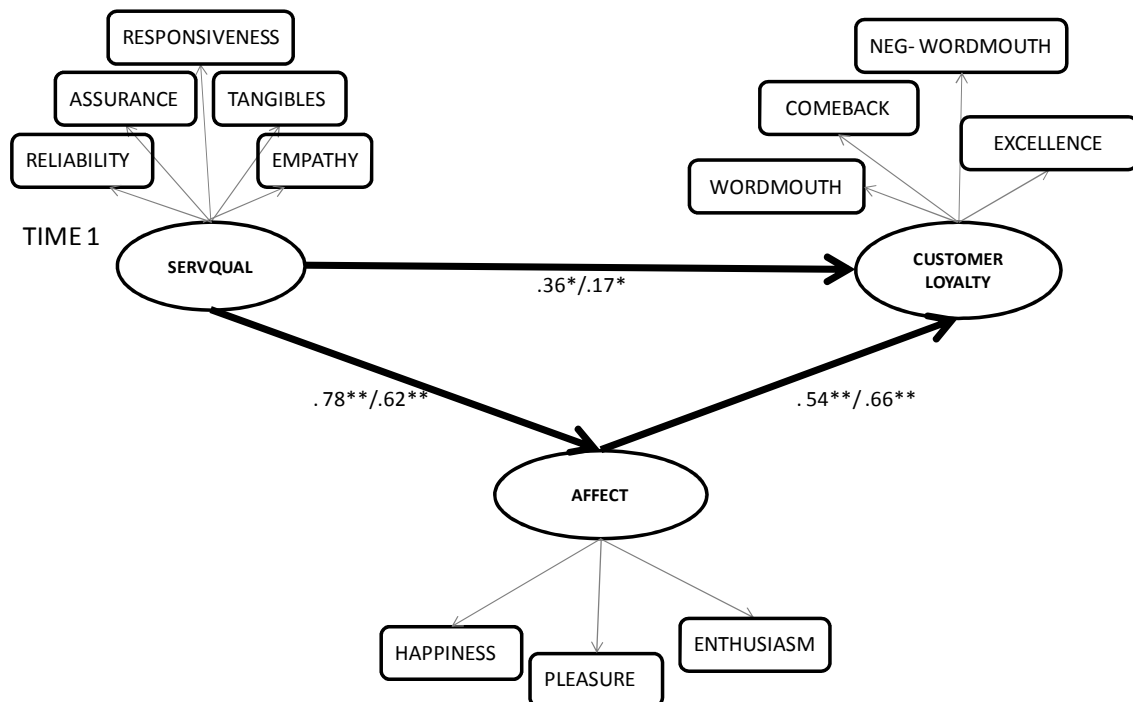 RESPONSIVENESS
NEG- WORDMOUTH
ASSURANCE
TANGIBLES
COMEBACK
RELIABILITY
EMPATHY
EXCELLENCE
WORDMOUTH
TIME 1
SERVQUAL
CUSTOMER
LOYALTY
.36*/.17*
. 78**/.62**
. 54**/.66**
AFFECT
HAPPINESS
PLEASURE
ENTHUSIASM